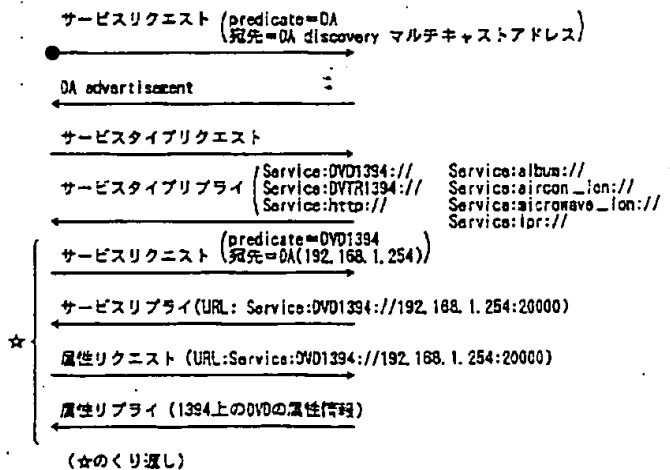 サービスリクエスト (predicate=DA
宛先=DA discovery マルチキャストアドレス)
DA advertisement
サービスタイプリクエスト
サービスタイプリプライ (Service:DVD1394:// Service:album://
Service:DVTR1394:// Service:aircon_lon://
Service:http:// Service:microwave_lon://
Service:lpr://
サービスリクエスト (predicate=DVD1394
宛先=DA(192.168.1.254))
サービスリプライ(URL: Service:DVD1394://192.168.1.254:20000)
☆
属性リクエスト (URL:Service:DVD1394://192.168.1.254:20000)
属性リプライ (1394上のDVDの属性情報)
(☆のくり返し)